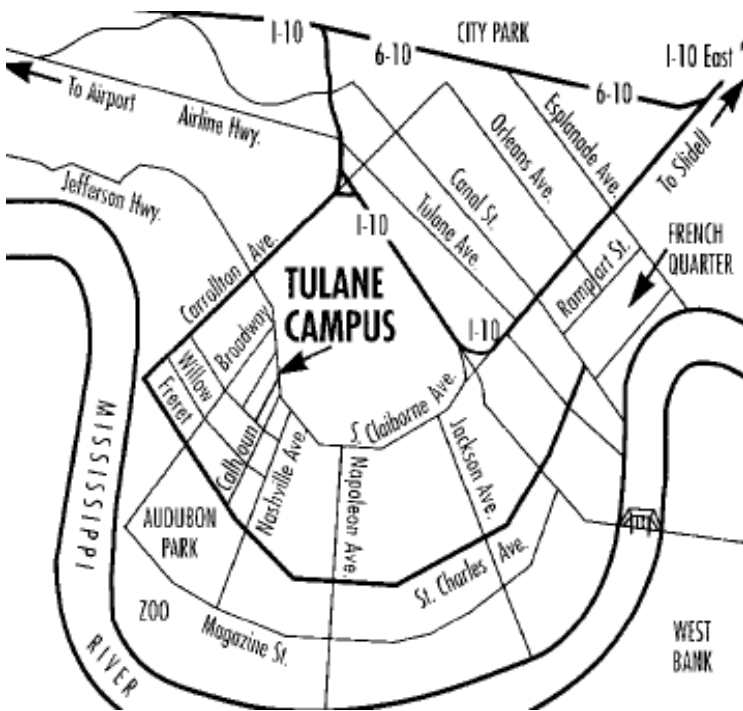 I-10
CITY PARK
6-10
I-10 East
6-10
To Airport
Airline Hwy.
Esplanade Ave.
Orleans Ave.
To Slidell
Jefferson Hwy.
Canal St.
Tulane Ave.
I-10
FRENCH
QUARTER
Rampart St.
Carrollton Ave.
TULANE
CAMPUS
I-10
Broadway
Willow
Freret
S. Claiborne Ave.
MISSISSIPPI
Calhoun
Nashville Ave.
Napoleon Ave.
Jackson Ave.
AUDUBON
PARK
St. Charles Ave.
ZOO
Magazine St.
WEST
BANK
RIVER